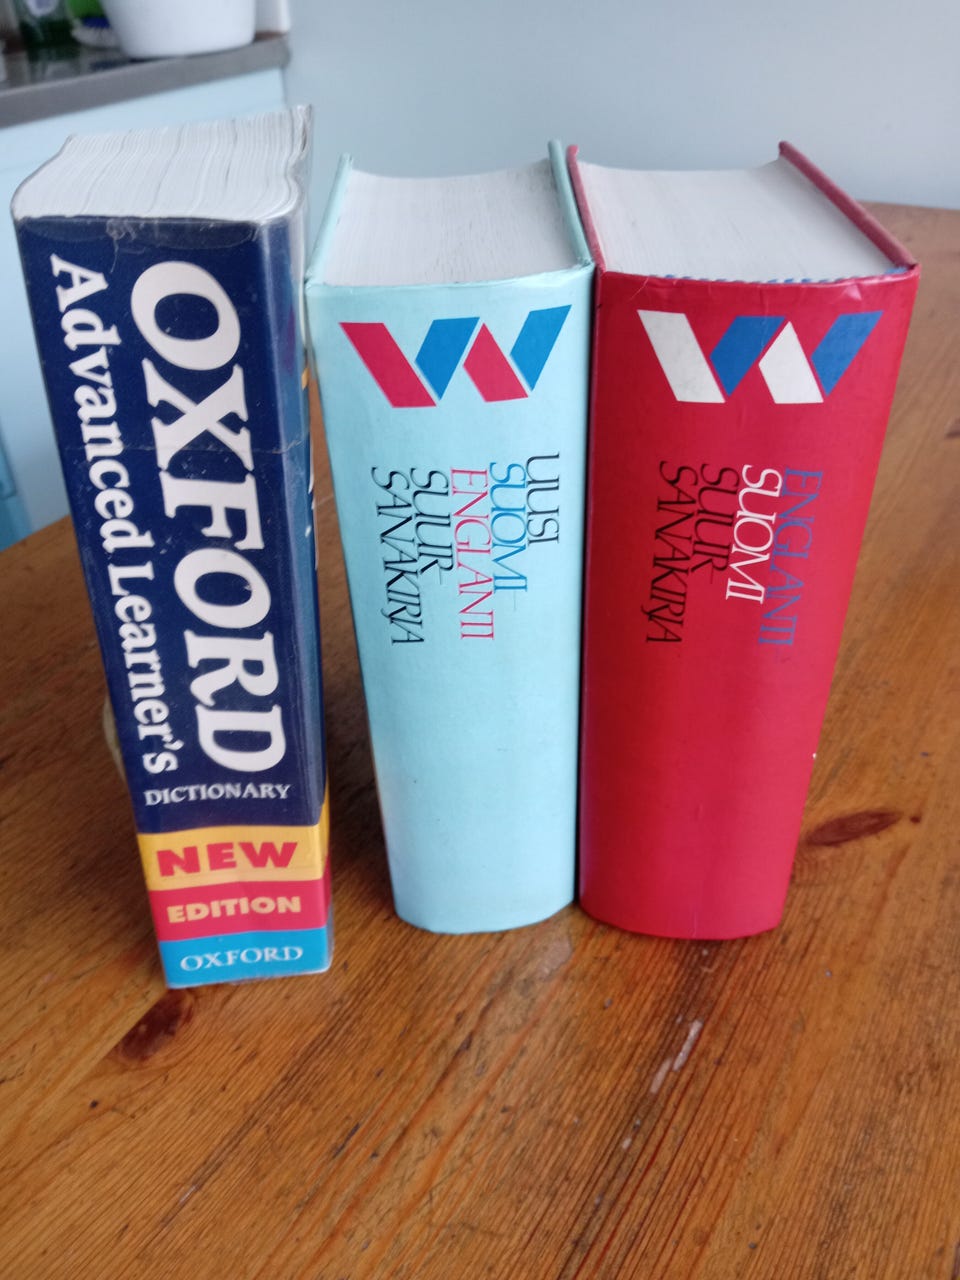 OXFORD
Advanced Learner's
DICTIONARY
NEW
EDITION
OXFORD
W
UUSI
SUOMI–
ENGLANTI
SUUR–
SANAKIRJA
W
ENGLANTI
SUOMI
SUUR–
SANAKIRJA